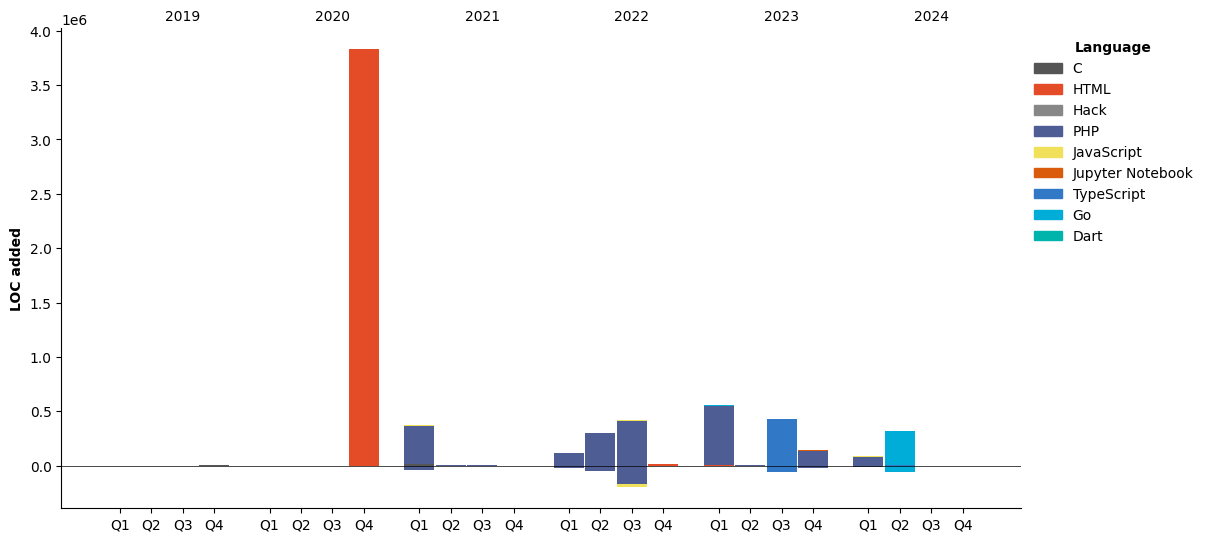 1e6
2019 2020 2021 2022 2023 2024
4.0
3.5
3.0
2.5
2.0
1.5
1.0
0.5
0.0
LOC added
Q1 Q2 Q3 Q4 Q1 Q2 Q3 Q4 Q1 Q2 Q3 Q4 Q1 Q2 Q3 Q4 Q1 Q2 Q3 Q4 Q1 Q2 Q3 Q4
Language
C
HTML
Hack
PHP
JavaScript
Jupyter Notebook
TypeScript
Go
Dart